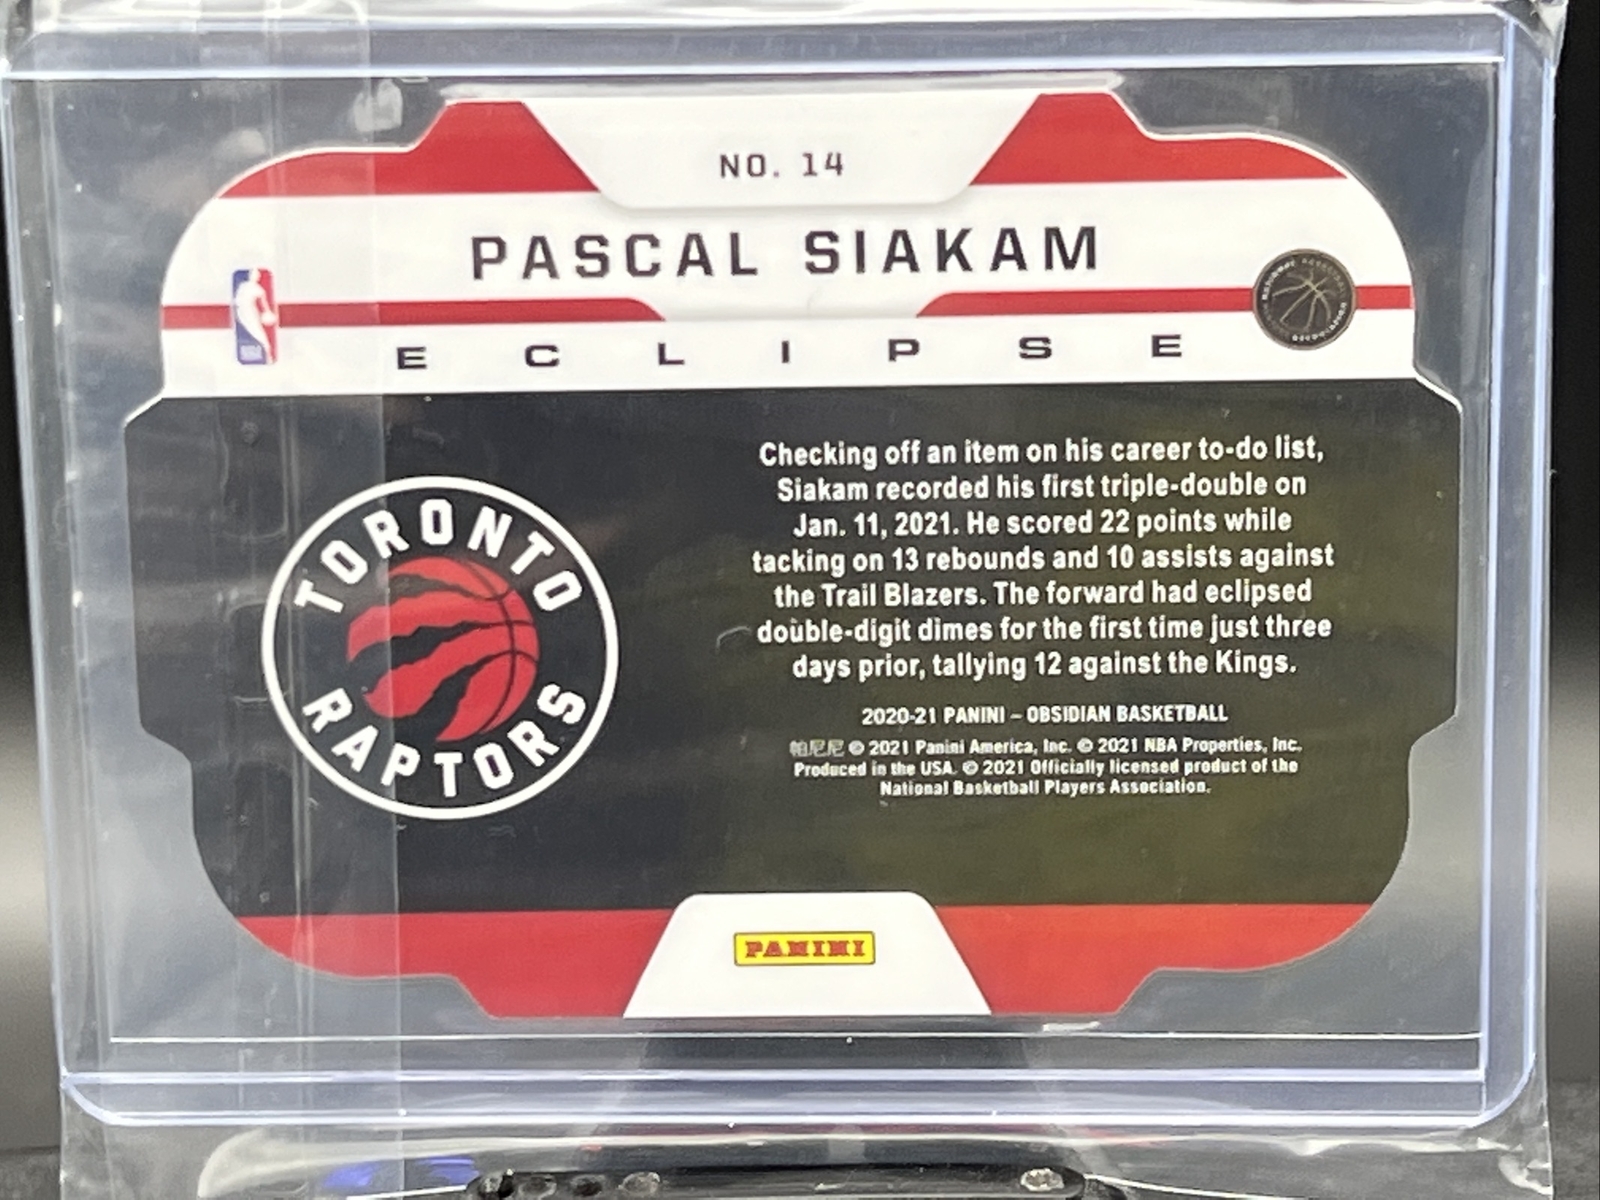 NO. 14
PASCAL SIAKAM
E C L I P S E
Checking off an item on his career to-do list,
Siakam recorded his first triple-double on
Jan. 11, 2021. He scored 22 points while
tacking on 13 rebounds and 10 assists against
the Trail Blazers. The forward had eclipsed
double-digit dimes for the first time just three
days prior, tallying 12 against the Kings.
TORONTO
RAPTORS
2020-21 PANINI – OBSIDIAN BASKETBALL
帕尼尼 © 2021 Panini America, Inc. © 2021 NBA Properties, Inc.
Produced in the USA. © 2021 Officially licensed product of the
National Basketball Players Association.
PANINI